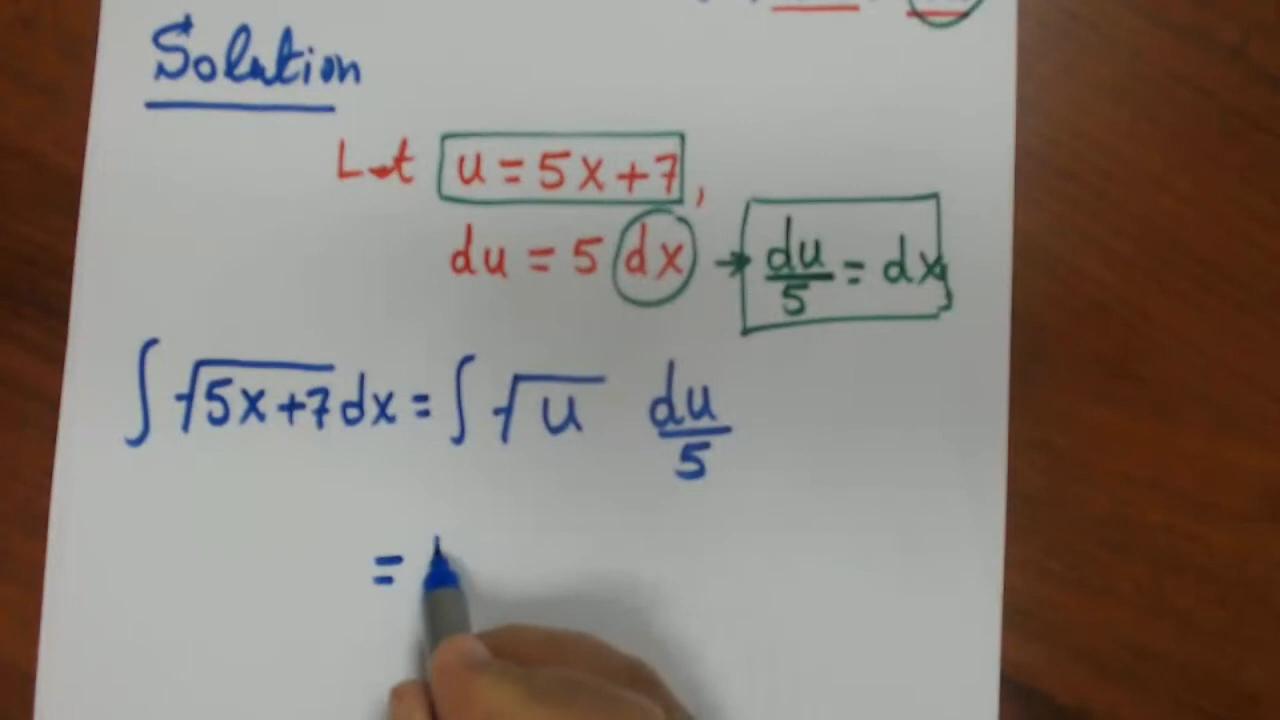 Solution
Let u = 5x+7,
du = 5 dx → du/5 = dx
∫ √5x+7 dx = ∫ √u du/5
=